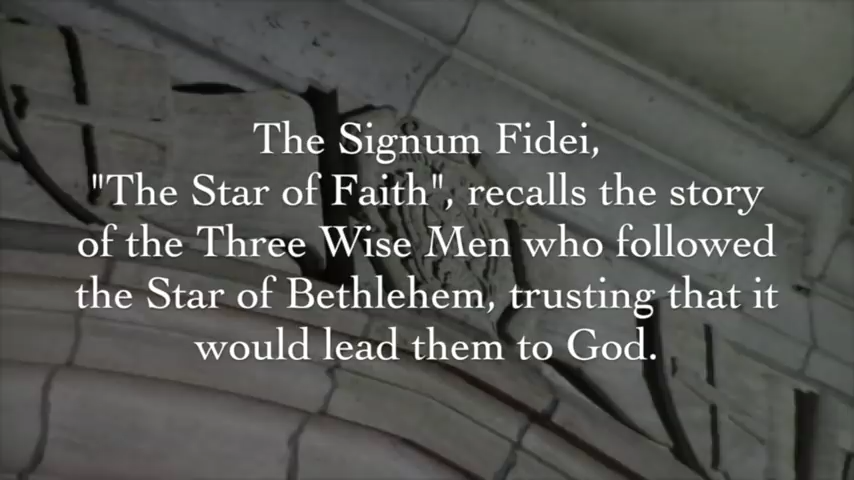 The Signum Fidei,
"The Star of Faith", recalls the story
of the Three Wise Men who followed
the Star of Bethlehem, trusting that it
would lead them to God.